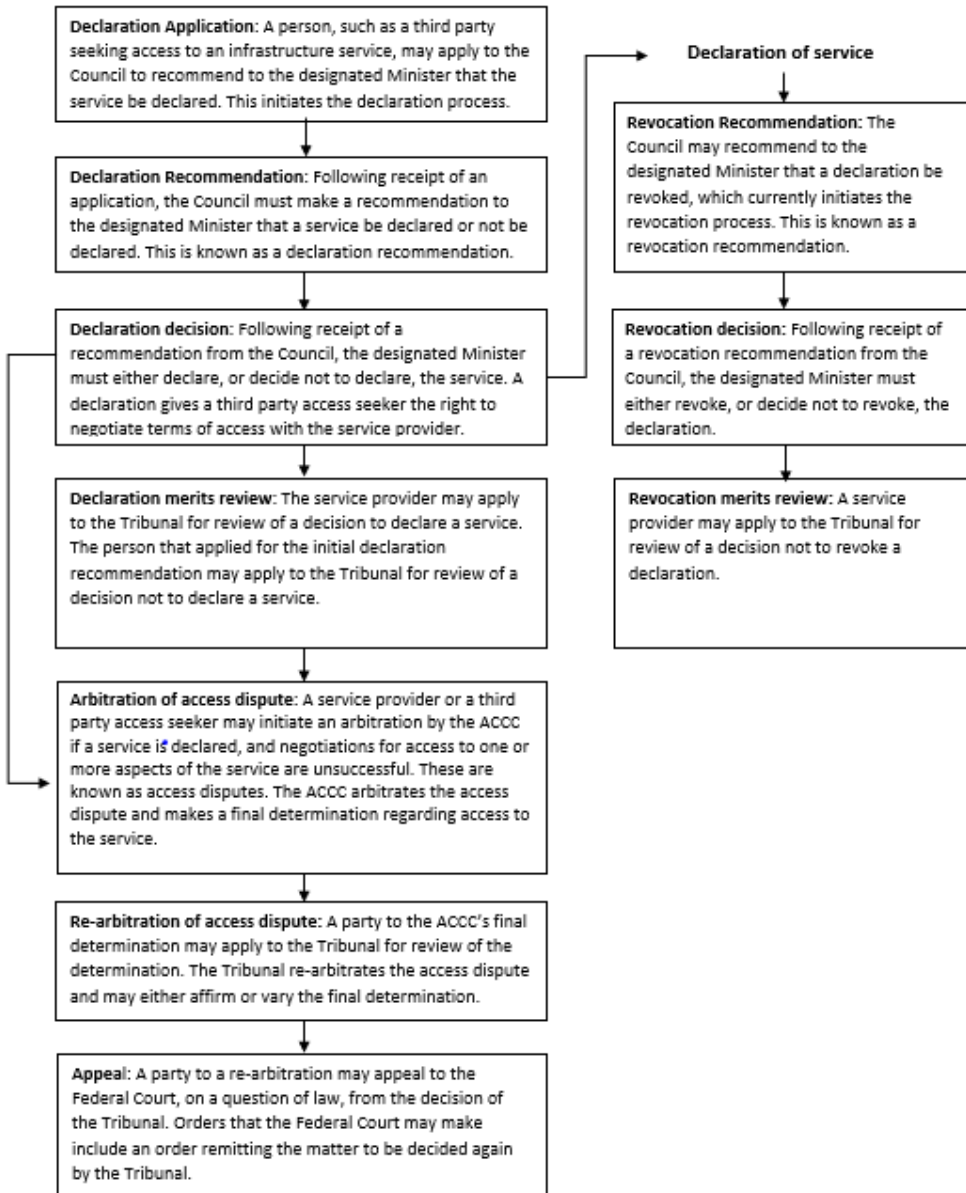 Declaration Application: A person, such as a third party
seeking access to an infrastructure service, may apply to the
Council to recommend to the designated Minister that the
service be declared. This initiates the declaration process.
Declaration Recommendation: Following receipt of an
application, the Council must make a recommendation to
the designated Minister that a service be declared or not be
declared. This is known as a declaration recommendation.
Declaration decision: Following receipt of a
recommendation from the Council, the designated Minister
must either declare, or decide not to declare, the service. A
declaration gives a third party access seeker the right to
negotiate terms of access with the service provider.
Declaration merits review: The service provider may apply
to the Tribunal for review of a decision to declare a service.
The person that applied for the initial declaration
recommendation may apply to the Tribunal for review of a
decision not to declare a service.
Arbitration of access dispute: A service provider or a third
party access seeker may initiate an arbitration by the ACCC
if a service is declared, and negotiations for access to one or
more aspects of the service are unsuccessful. These are
known as access disputes. The ACCC arbitrates the access
dispute and makes a final determination regarding access to
the service.
Re-arbitration of access dispute: A party to the ACCC's final
determination may apply to the Tribunal for review of the
determination. The Tribunal re-arbitrates the access dispute
and may either affirm or vary the final determination.
Appeal: A party to a re-arbitration may appeal to the
Federal Court, on a question of law, from the decision of
the Tribunal. Orders that the Federal Court may make
include an order remitting the matter to be decided again
by the Tribunal.
Declaration of service
Revocation Recommendation: The
Council may recommend to the
designated Minister that a declaration be
revoked, which currently initiates the
revocation process. This is known as a
revocation recommendation.
Revocation decision: Following receipt of
a revocation recommendation from the
Council, the designated Minister must
either revoke, or decide not to revoke, the
declaration.
Revocation merits review: A service
provider may apply to the Tribunal for
review of a decision not to revoke a
declaration.